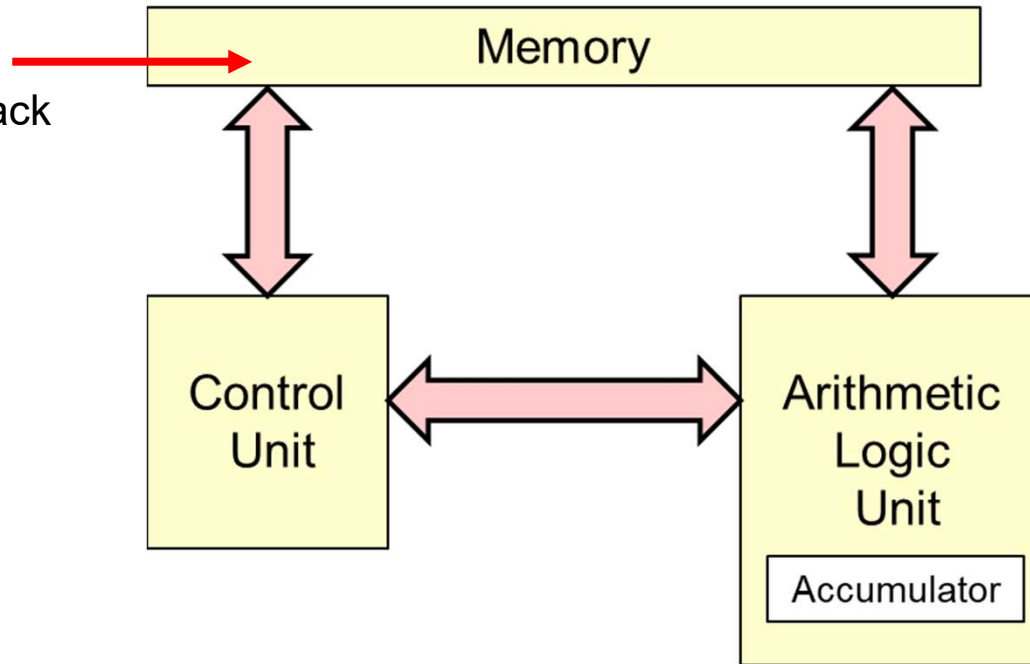 Memory
ack
Control
Unit
Arithmetic
Logic
Unit
Accumulator